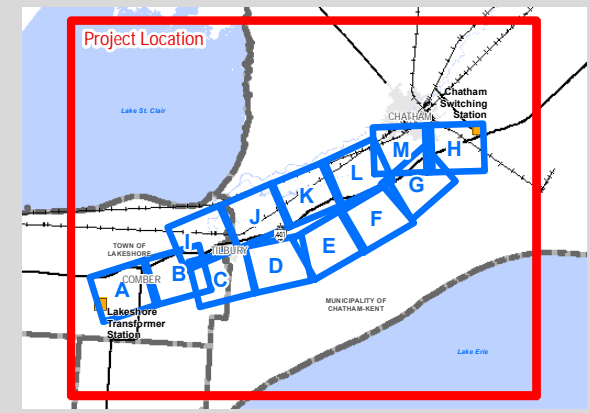 Project Location
Lake St. Clair
Chatham
Switching
Station
CHATHAM
M
H
L
G
K
J
F
401
I
TILBURY
E
TOWN OF
LAKESHORE
D
B
COMBER
C
A
MUNICIPALITY OF
CHATHAM-KENT
Lakeshore
Transformer
Station
Lake Erie